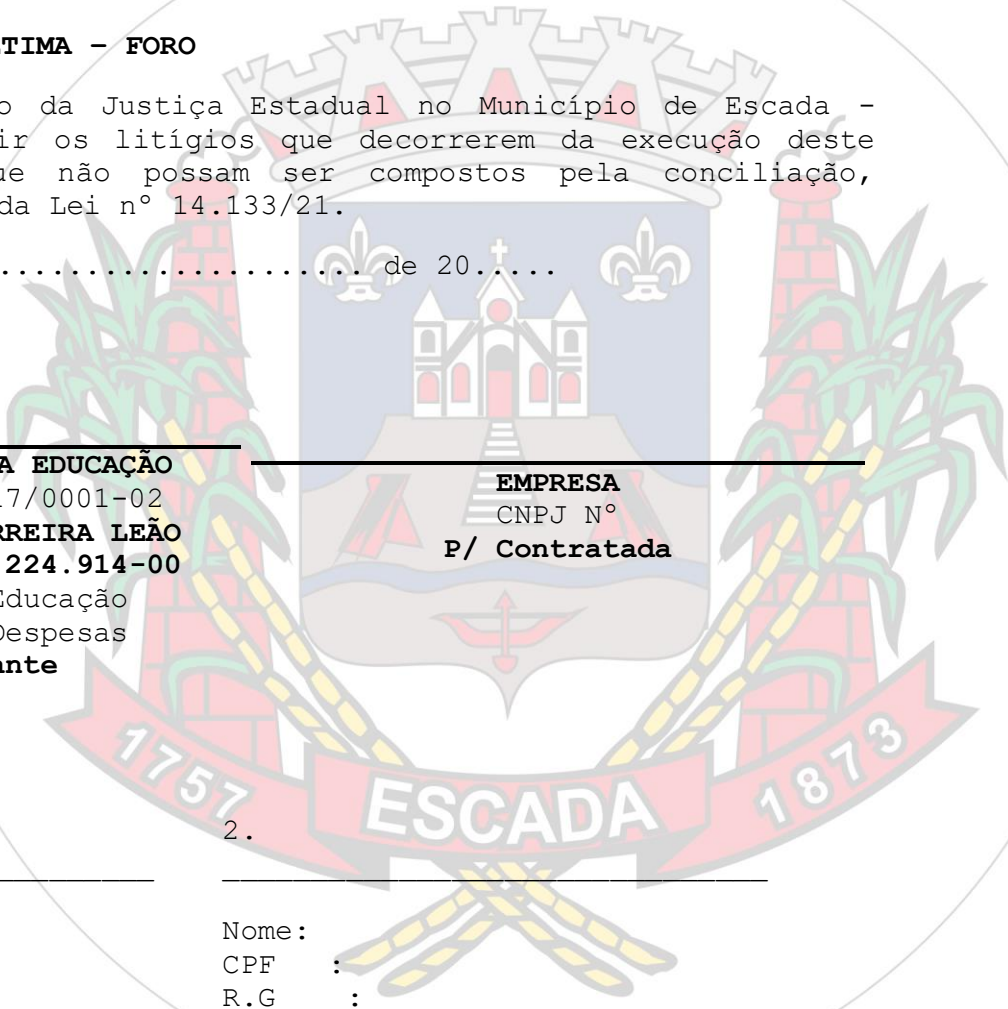 TIMA – FORO
o da Justiça Estadual no Município de Escada –
ir os litígios que decorrerem da execução deste
ue não possam ser compostos pela conciliação,
da Lei nº 14.133/21.
..................... de 20.....
A EDUCAÇÃO
17/0001-02
RREIRA LEÃO
.224.914-00
Educação
Despesas
ante
EMPRESA
CNPJ Nº
P/ Contratada
1757 ESCADA 1873
2.
Nome:
CPF :
R.G :